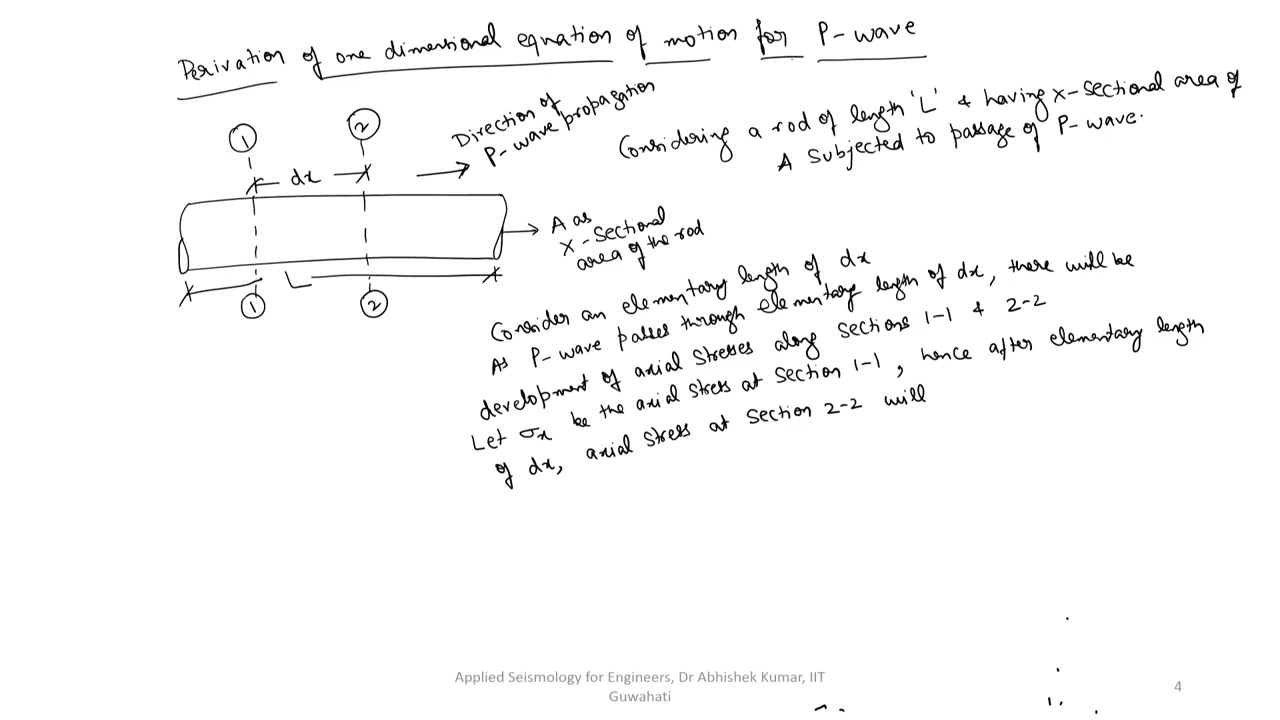 Derivation of one dimensional equation of motion for P-wave
1
2
Direction of
P-wave propagation
dx
Considering a rod of length 'L' & having x-sectional area of
A subjected to passage of P-wave.
A as
X-sectional
area of the rod
L
1
2
Consider an elementary length of dx
As P-wave passes through elementary length of dx, there will be
development of axial stresses along sections 1-1 & 2-2
Let σx be the axial stress at section 1-1, hence after elementary length
of dx, axial stress at section 2-2 will
Applied Seismology for Engineers, Dr Abhishek Kumar, IIT
Guwahati
4